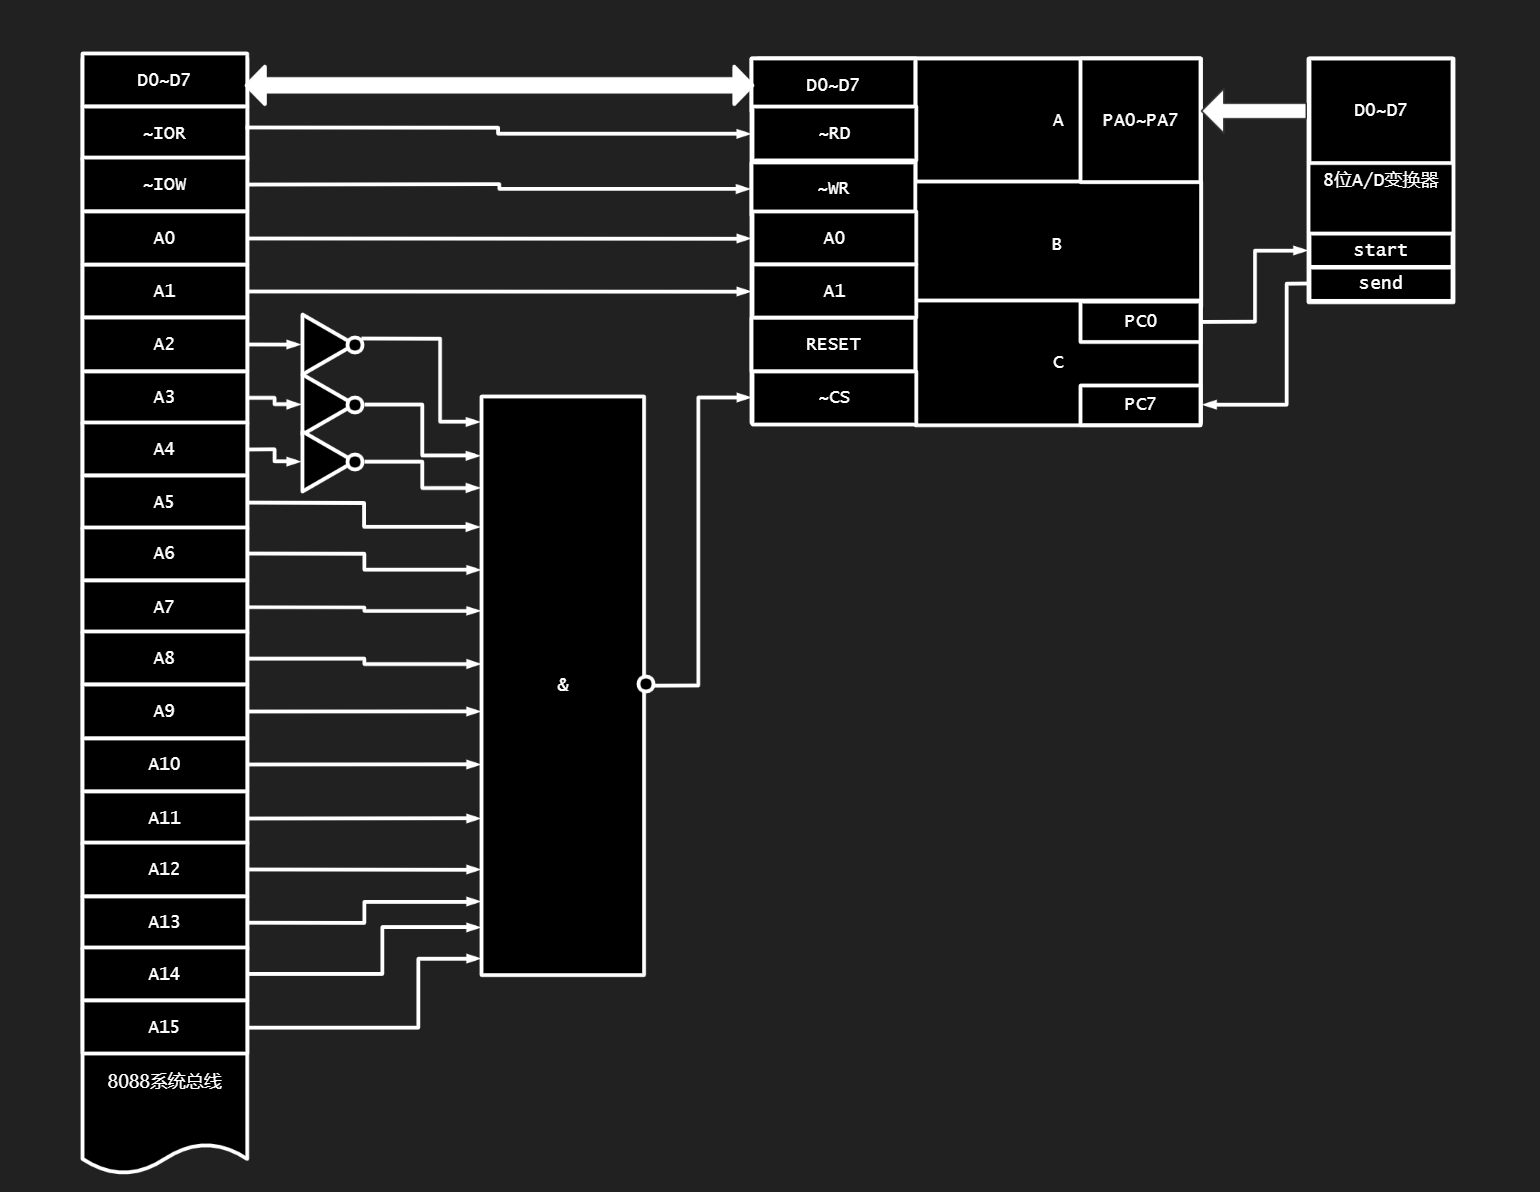 D0~D7
~IOR
~IOW
A0
A1
A2
A3
A4
A5
A6
A7
A8
A9
A10
A11
A12
A13
A14
A15
8088系统总线
&
D0~D7
~RD
~WR
A0
A1
RESET
~CS
A
PA0~PA7
B
C
PC0
PC7
D0~D7
8位A/D变换器
start
send